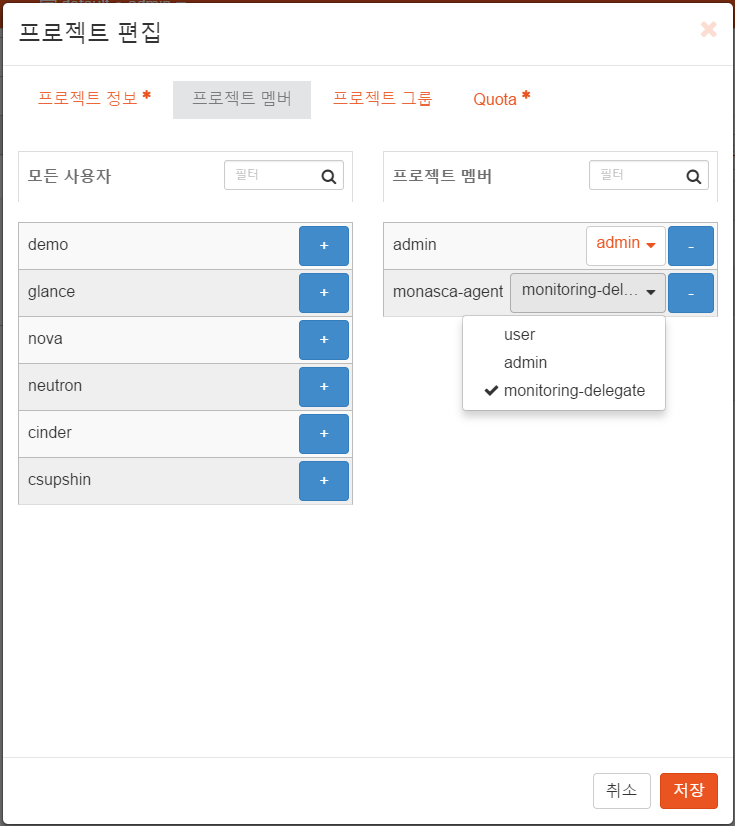 프로젝트 편집
프로젝트 정보 *
프로젝트 멤버
프로젝트 그룹
Quota *
모든 사용자
필터
demo +
glance +
nova +
neutron +
cinder +
csupshin +
프로젝트 멤버
필터
admin admin -
monasca-agent monitoring-del... -
user
admin
monitoring-delegate
취소
저장